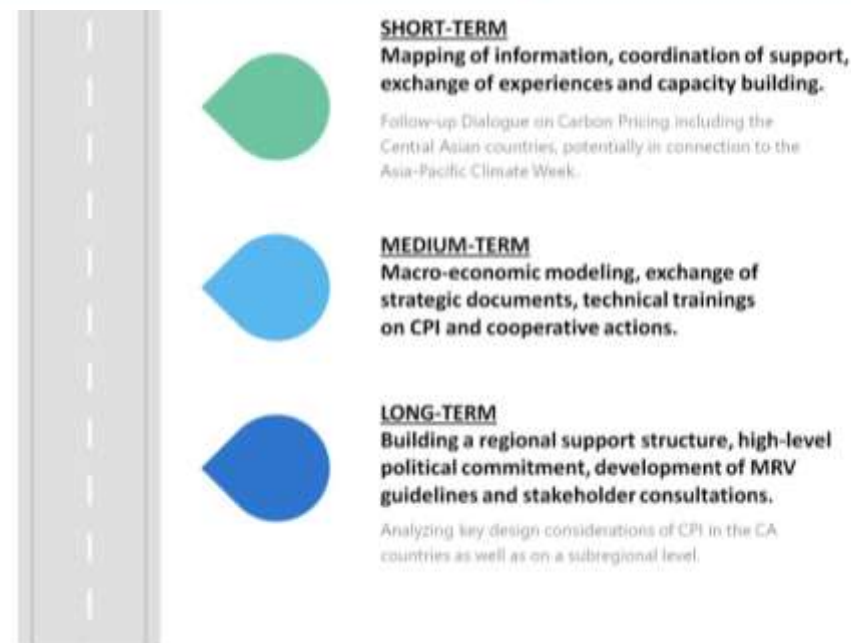 SHORT-TERM
Mapping of information, coordination of support,
exchange of experiences and capacity building.
Follow-up Dialogue on Carbon Pricing including the
Central Asian countries, potentially in connection to the
Asia-Pacific Climate Week.
MEDIUM-TERM
Macro-economic modeling, exchange of
strategic documents, technical trainings
on CPI and cooperative actions.
LONG-TERM
Building a regional support structure, high-level
political commitment, development of MRV
guidelines and stakeholder consultations.
Analyzing key design considerations of CPI in the CA
countries as well as on a subregional level.